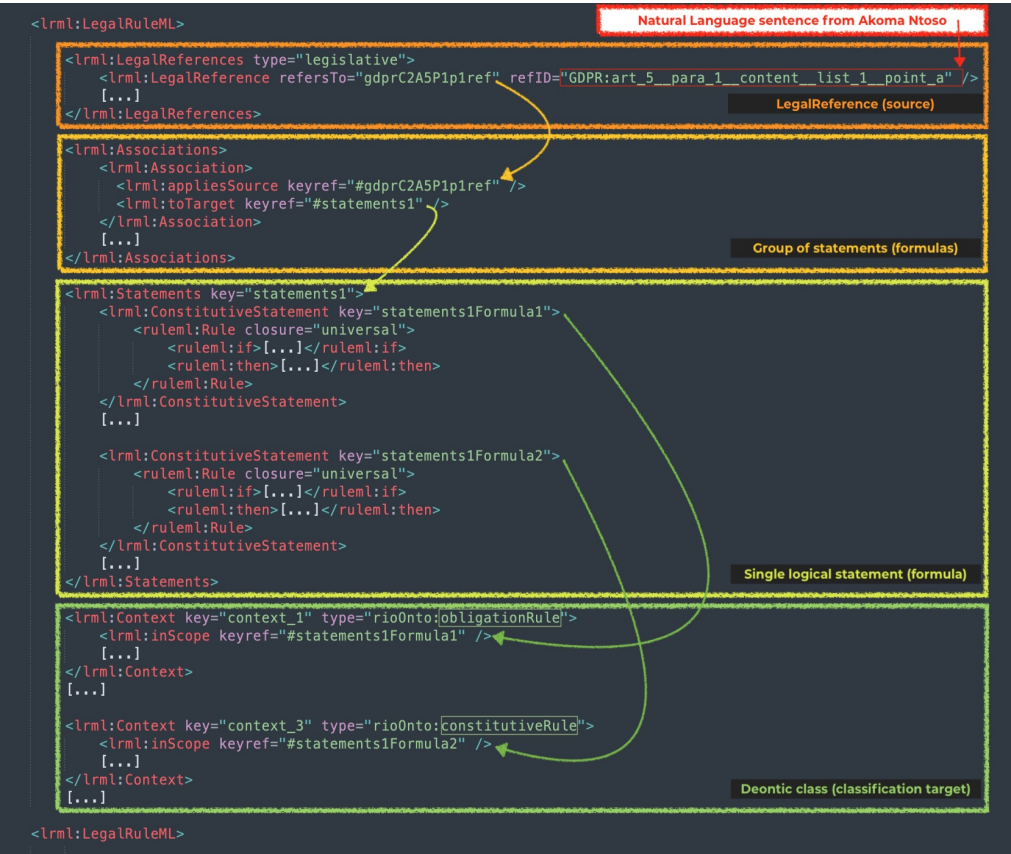 Natural Language sentence from Akoma Ntoso
<lrml:LegalRuleML>
<lrml:LegalReferences type="legislative">
<lrml:LegalReference refersTo="gdprC2A5P1p1ref" refID="GDPR:art_5__para_1__content__list_1__point_a" />
[...]
</lrml:LegalReferences>
LegalReference (source)
<lrml:Associations>
<lrml:Association>
<lrml:appliesSource keyref="#gdprC2A5P1p1ref" />
<lrml:toTarget keyref="#statements1" />
</lrml:Association>
[...]
</lrml:Associations>
Group of statements (formulas)
<lrml:Statements key="statements1">
<lrml:ConstitutiveStatement key="statements1Formula1">
<ruleml:Rule closure="universal">
<ruleml:if>[...]</ruleml:if>
<ruleml:then>[...]</ruleml:then>
</ruleml:Rule>
</lrml:ConstitutiveStatement>
[...]
<lrml:ConstitutiveStatement key="statements1Formula2">
<ruleml:Rule closure="universal">
<ruleml:if>[...]</ruleml:if>
<ruleml:then>[...]</ruleml:then>
</ruleml:Rule>
</lrml:ConstitutiveStatement>
[...]
</lrml:Statements>
Single logical statement (formula)
<lrml:Context key="context_1" type="rioOnto:obligationRule">
<lrml:inScope keyref="#statements1Formula1" />
[...]
</lrml:Context>
[...]
<lrml:Context key="context_3" type="rioOnto:constitutiveRule">
<lrml:inScope keyref="#statements1Formula2" />
[...]
</lrml:Context>
[...]
Deontic class (classification target)
<lrml:LegalRuleML>